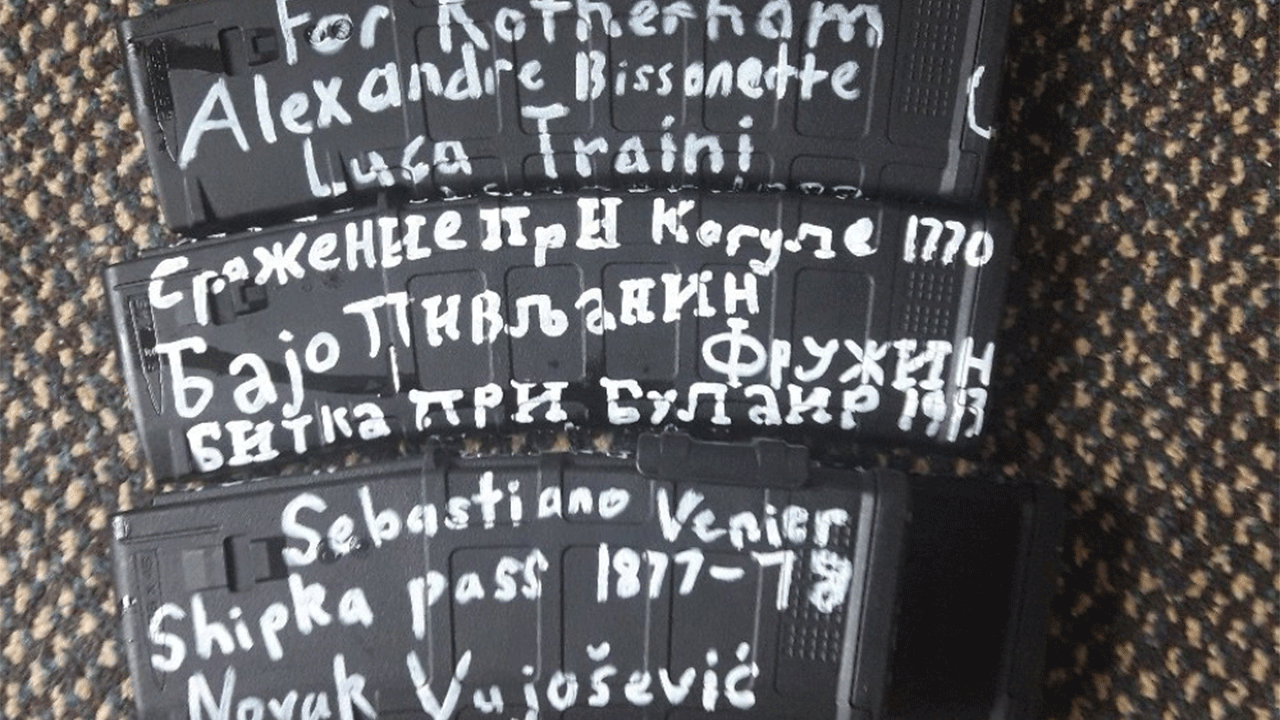 For Rotherham
Alexandre Bissonette
Luca Traini
Сражение при Кагуле 1770
Бајо Пивљанин
Фружин
Битка при Булаир 1913
Sebastiano Venier
Shipka pass 1877-78
Novak Vujošević